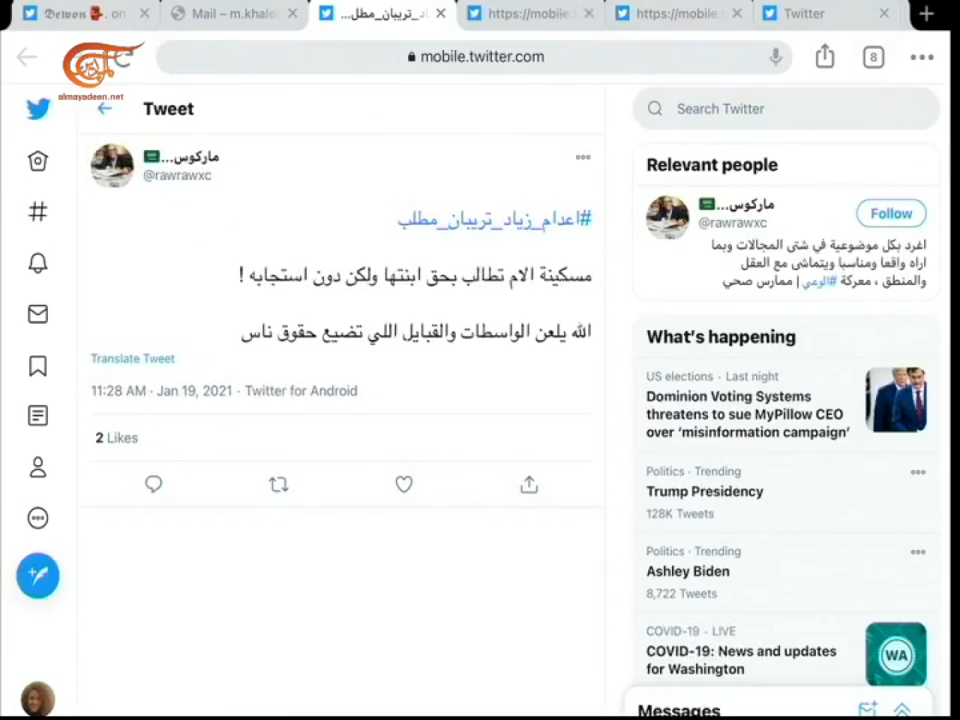 Dewon on
Mail – m.khale
...د_تريبان_مطل
https://mobile.
https://mobile.
Twitter
الميادين
almayadeen.net
mobile.twitter.com
8
Tweet
Search Twitter
ماركوس...
@rawrawxc
#اعدام_زياد_تريبان_مطلب
مسكينة الام تطالب بحق ابنتها ولكن دون استجابه !
الله يلعن الواسطات والقبايل اللي تضيع حقوق ناس
Translate Tweet
11:28 AM · Jan 19, 2021 · Twitter for Android
2 Likes
Relevant people
ماركوس...
@rawrawxc
Follow
اغرد بكل موضوعية في شتى المجالات وبما
اراه واقعا ومناسبا ويتماشى مع العقل
والمنطق ، معركة #الوعي | ممارس صحي
What's happening
US elections · Last night
Dominion Voting Systems
threatens to sue MyPillow CEO
over 'misinformation campaign'
Politics · Trending
Trump Presidency
128K Tweets
Politics · Trending
Ashley Biden
8,722 Tweets
COVID-19 · LIVE
COVID-19: News and updates
for Washington
WA
Messages